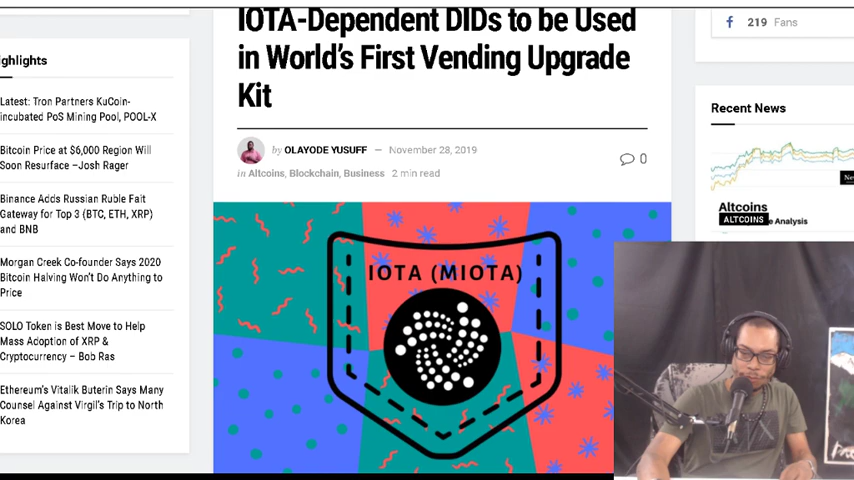 IOTA-Dependent DIDs to be Used
in World's First Vending Upgrade
Kit
by OLAYODE YUSUFF — November 28, 2019
in Altcoins, Blockchain, Business 2 min read
0
ghlights
Latest: Tron Partners KuCoin-
incubated PoS Mining Pool, POOL-X
Bitcoin Price at $6,000 Region Will
Soon Resurface –Josh Rager
Binance Adds Russian Ruble Fait
Gateway for Top 3 (BTC, ETH, XRP)
and BNB
Morgan Creek Co-founder Says 2020
Bitcoin Halving Won't Do Anything to
Price
SOLO Token is Best Move to Help
Mass Adoption of XRP &
Cryptocurrency – Bob Ras
Ethereum's Vitalik Buterin Says Many
Counsel Against Virgil's Trip to North
Korea
IOTA (MIOTA)
219 Fans
Recent News
Altcoins
ALTCOINS
Analysis